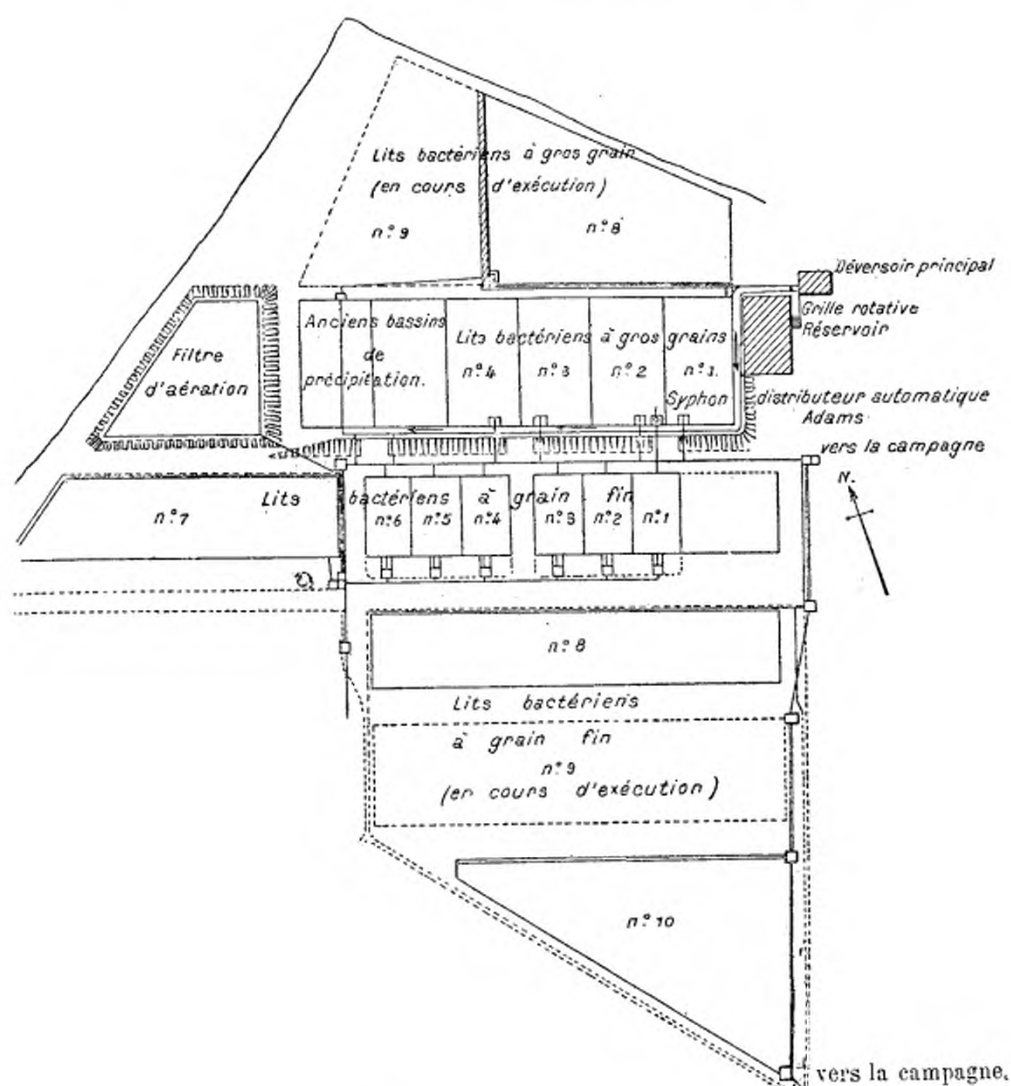 Lits bactériens à gros grain
(en cours d'exécution)
n° 9
n° 8
Déversoir principal
Grille rotative
Réservoir
Anciens bassins
de
précipitation.
Lits bactériens à gros grains
n° 4
n° 3
n° 2
n° 1.
Syphon distributeur automatique
Adams
Filtre
d'aération
vers la campagne
N.
Lits bactériens à grain fin
n° 7
n° 6
n° 5
n° 4
n° 3
n° 2
n° 1
n° 8
Lits bactériens
à grain fin
n° 9
(en cours d'exécution)
n° 10
vers la campagne.